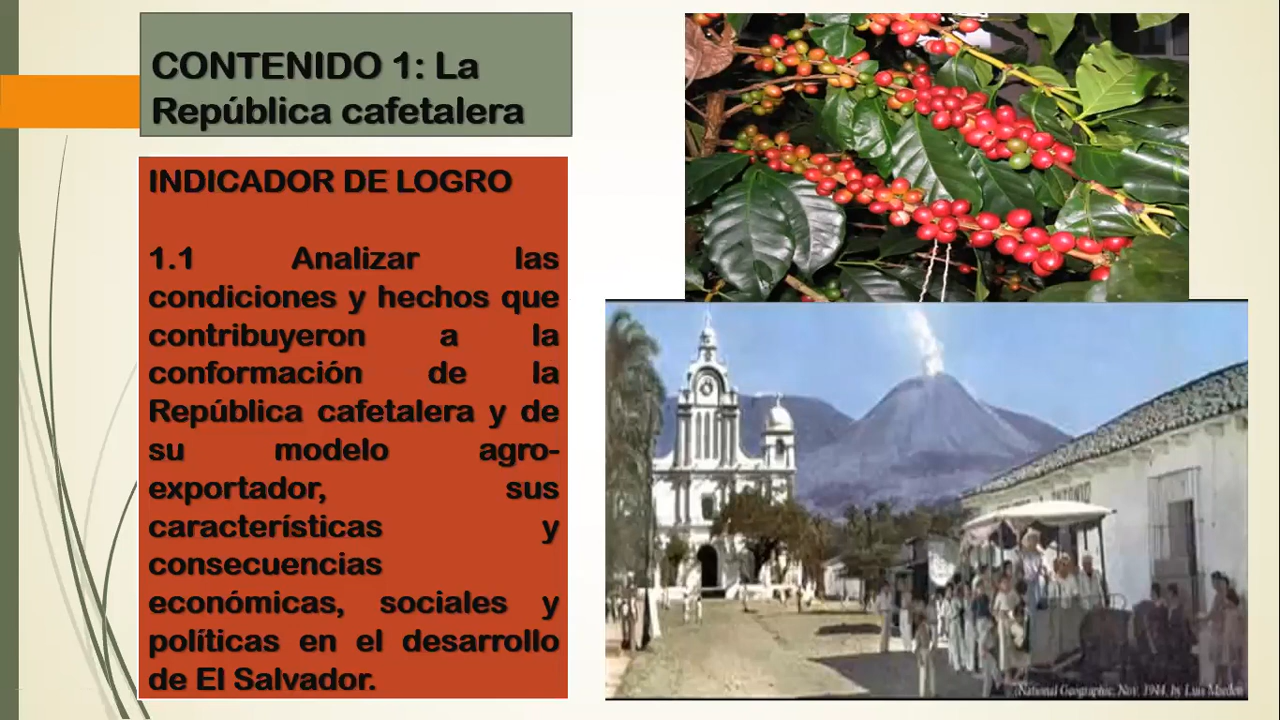 CONTENIDO 1: La
República cafetalera
INDICADOR DE LOGRO
1.1 Analizar las
condiciones y hechos que
contribuyeron a la
conformación de la
República cafetalera y de
su modelo agro-
exportador, sus
características y
consecuencias
económicas, sociales y
políticas en el desarrollo
de El Salvador.
National Geographic, Nov. 1944, by Luis Marden